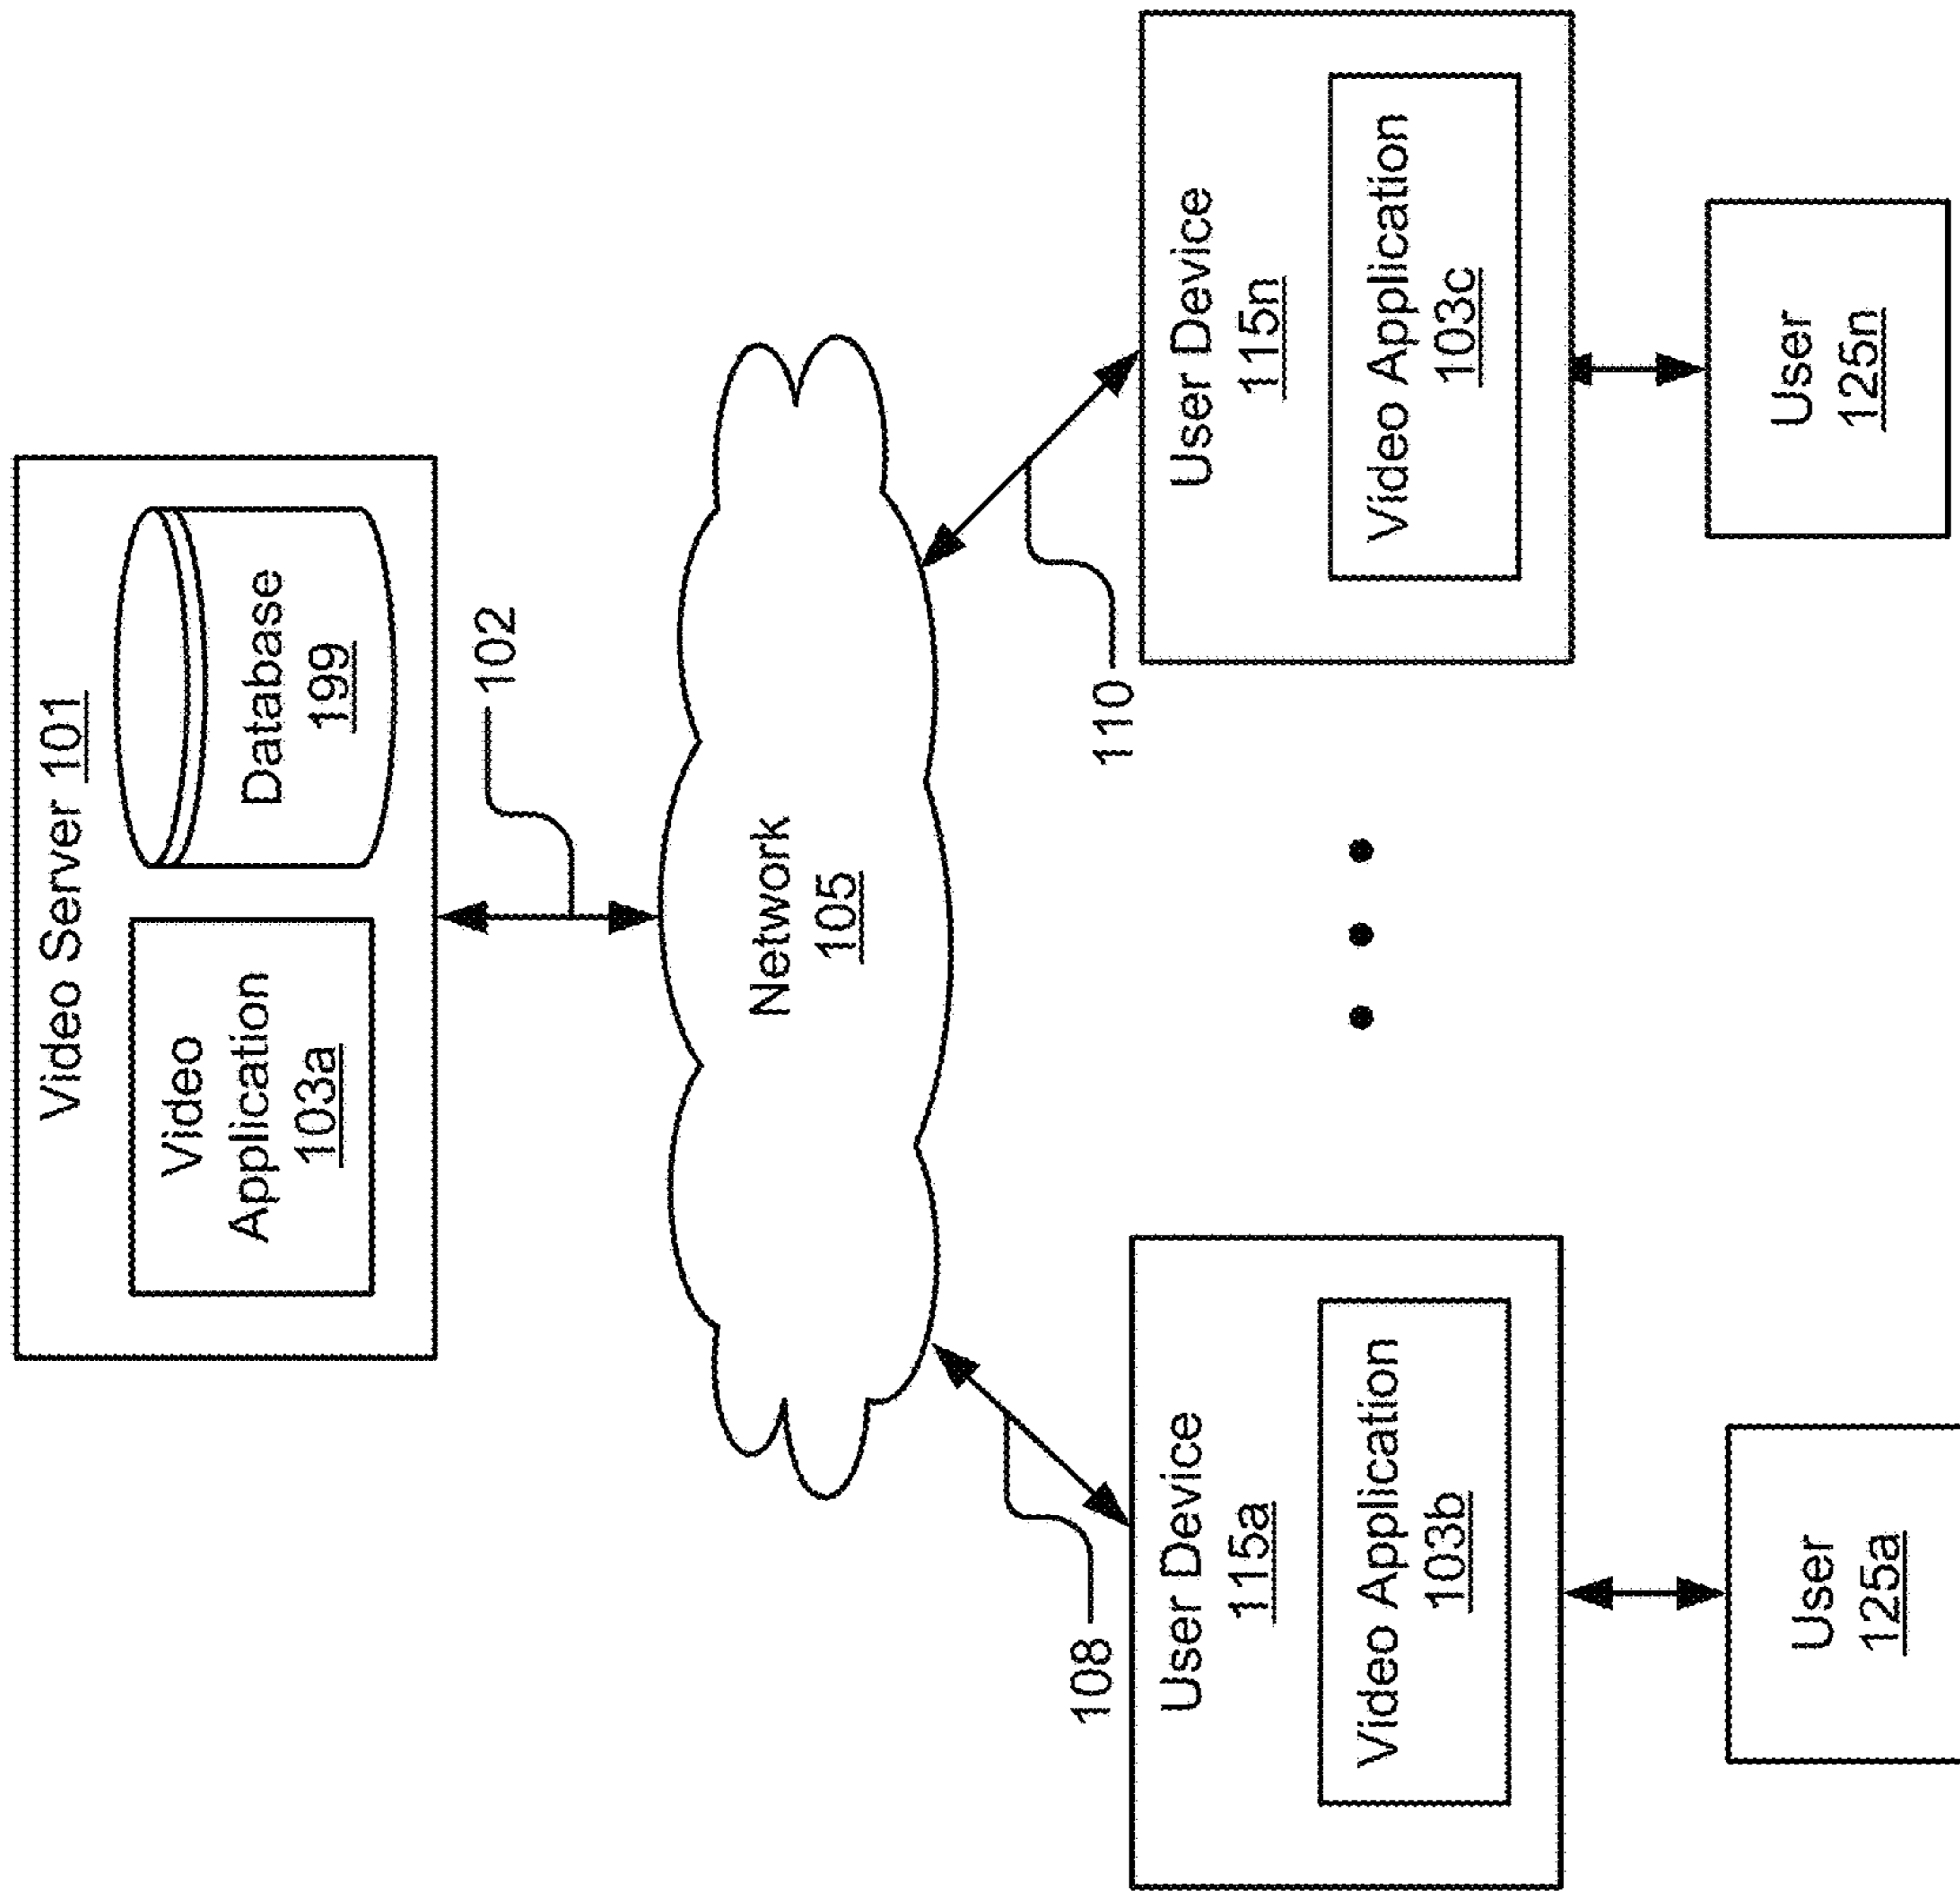 Video Server 101
Video
Application
103a
Database
199
102
Network
105
108
110
User Device
115a
Video Application
103b
User Device
115n
Video Application
103c
User
125a
User
125n